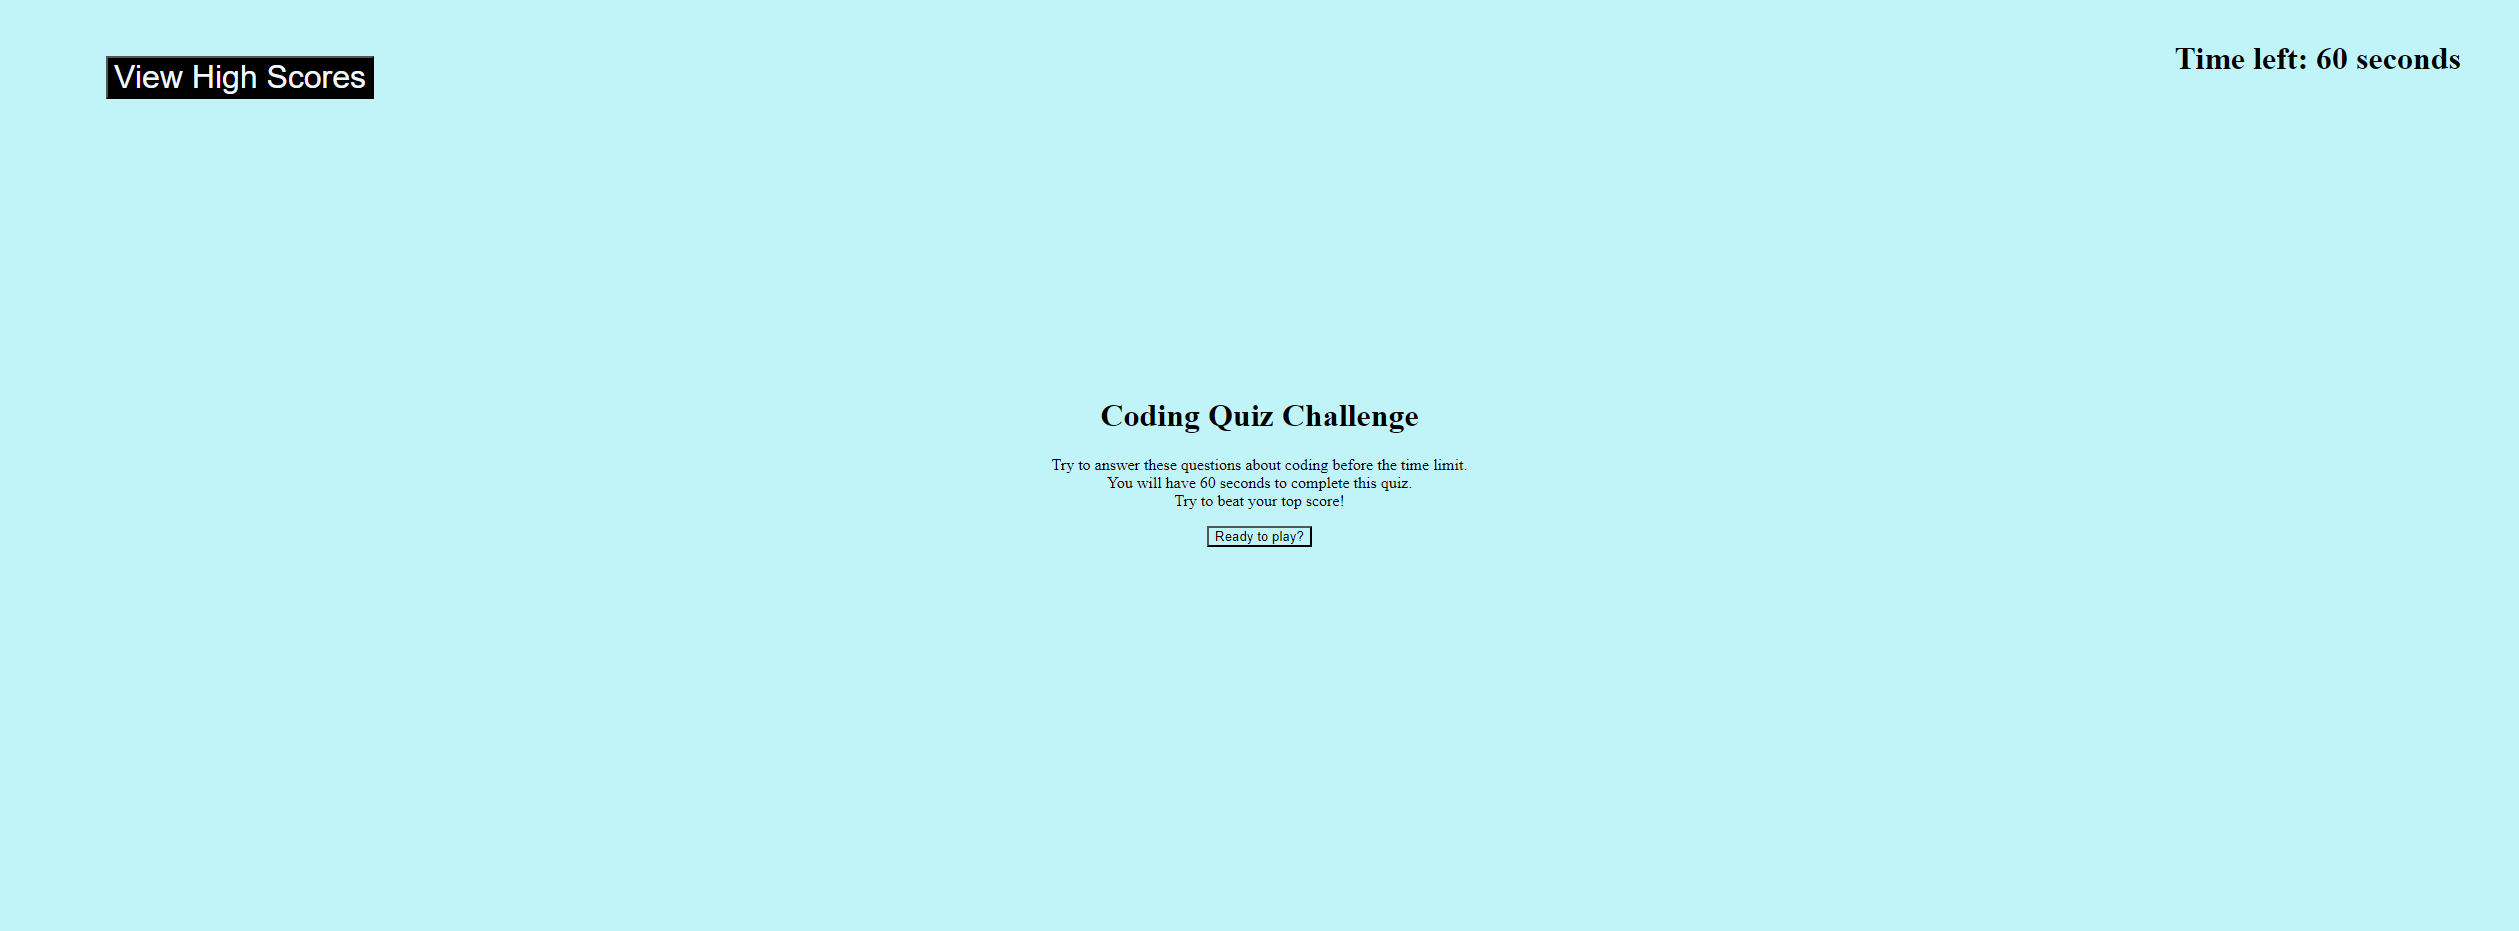 View High Scores
Time left: 60 seconds
Coding Quiz Challenge
Try to answer these questions about coding before the time limit.
You will have 60 seconds to complete this quiz.
Try to beat your top score!
Ready to play?